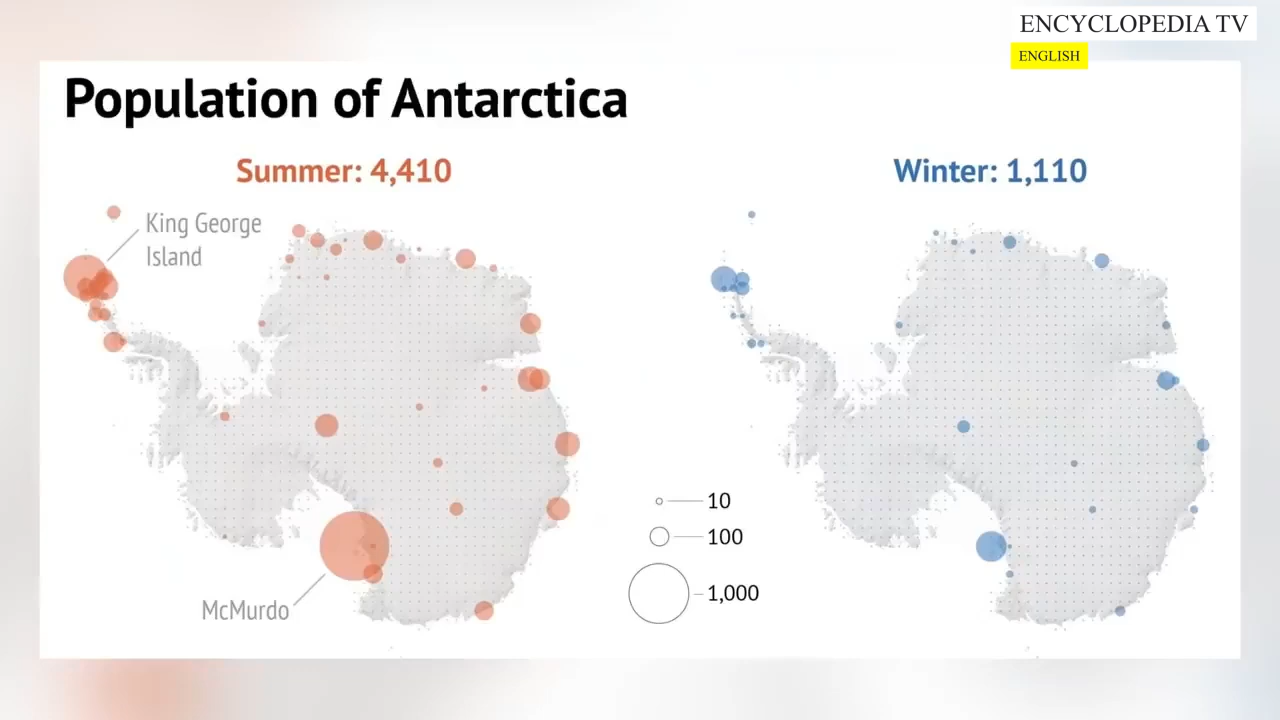 ENCYCLOPEDIA TV
ENGLISH
Population of Antarctica
Summer: 4,410
Winter: 1,110
King George
Island
McMurdo
10
100
1,000